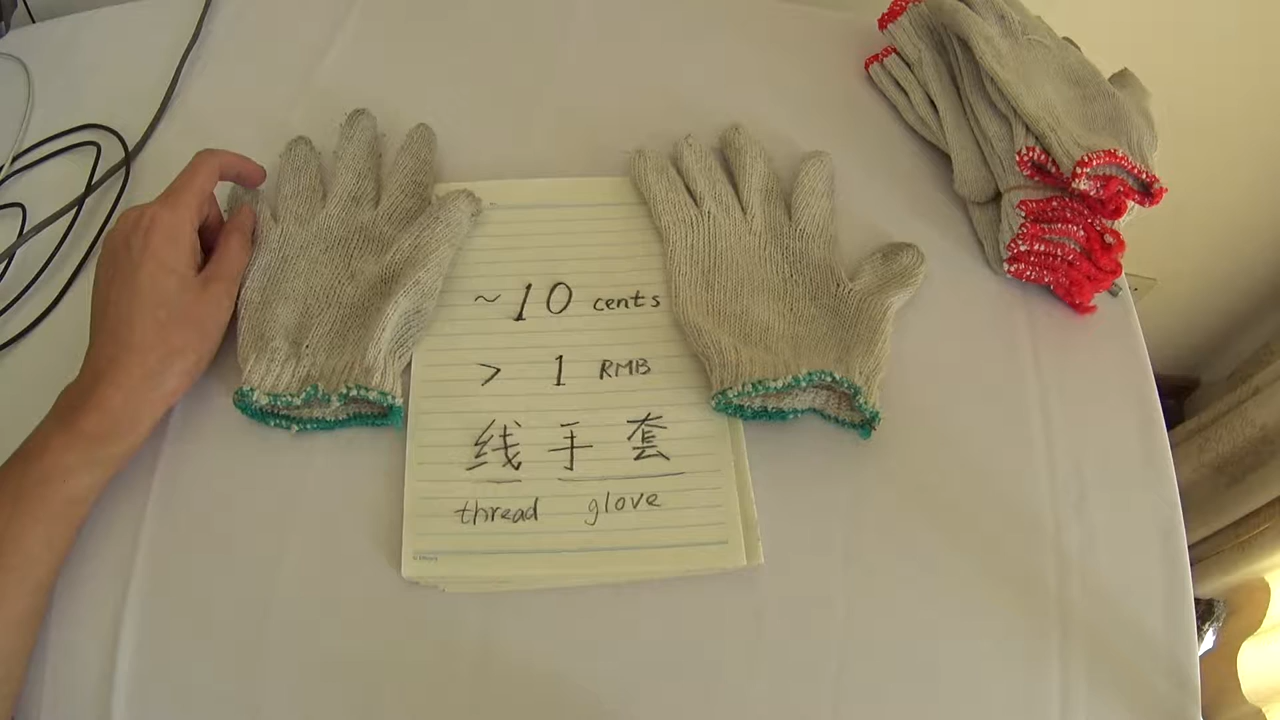 ~10 cents
> 1 RMB
线手套
thread glove